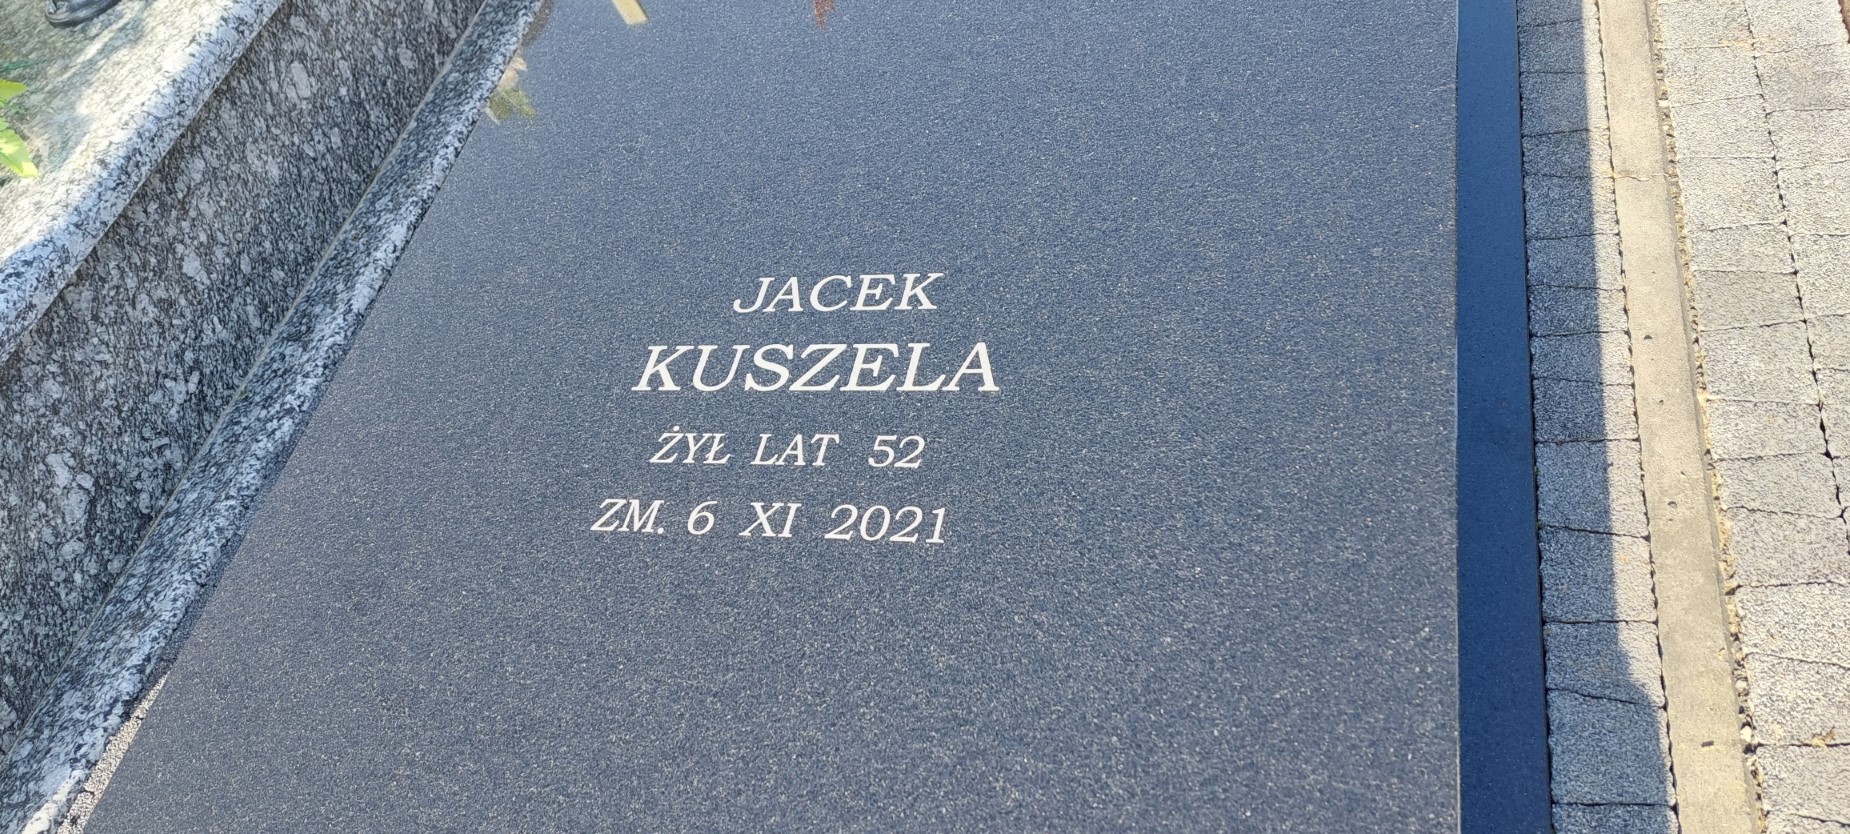 JACEK
KUSZELA
ŻYŁ LAT 52
ZM. 6 XI 2021